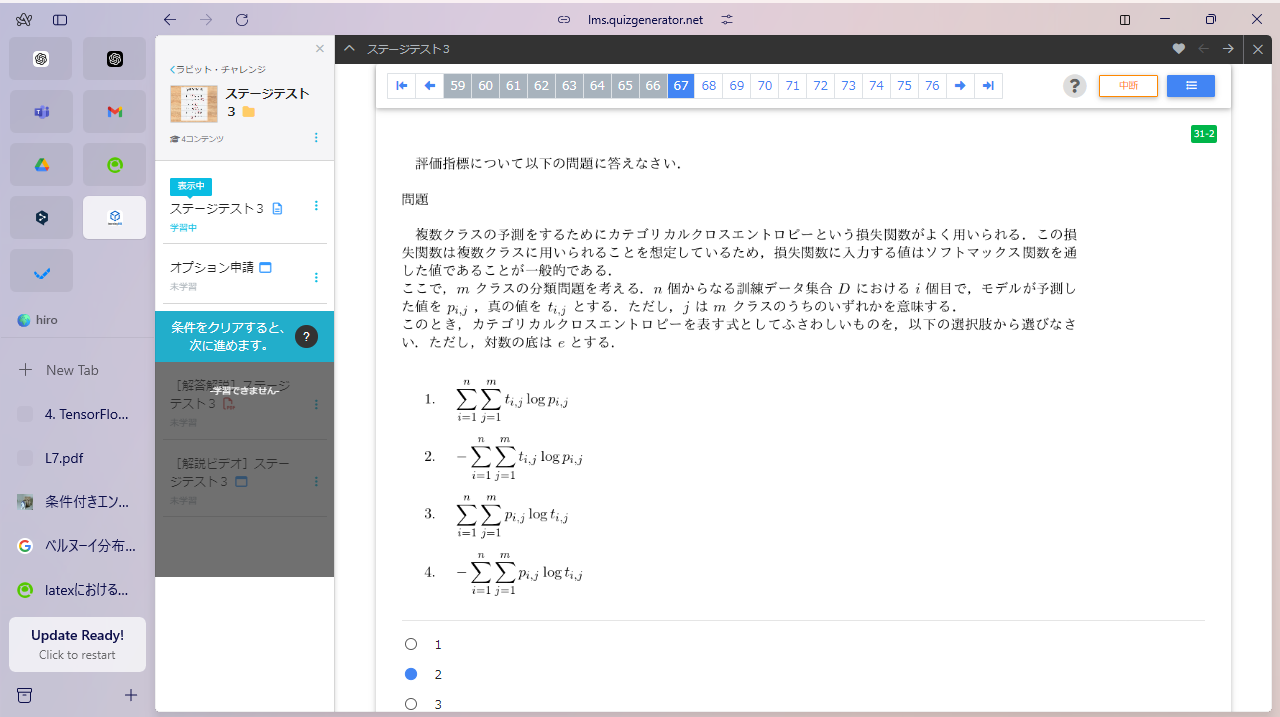 lms.quizgenerator.net
hiro
New Tab
4. TensorFlo...
L7.pdf
条件付きエン...
ベルヌーイ分布...
latexにおける...
Update Ready!
Click to restart
ラビット・チャレンジ
ステージテスト
3
4コンテンツ
表示中
ステージテスト3
学習中
オプション申請
未学習
条件をクリアすると、
次に進めます。
?
[解答解説] ステージ
テスト3
-学習できません-
未学習
[解説ビデオ] ステー
ジテスト3
未学習
ステージテスト3
59 60 61 62 63 64 65 66 67 68 69 70 71 72 73 74 75 76
? 中断
31-2
評価指標について以下の問題に答えなさい.
問題
複数クラスの予測をするためにカテゴリカルクロスエントロピーという損失関数がよく用いられる. この損
失関数は複数クラスに用いられることを想定しているため, 損失関数に入力する値はソフトマックス関数を通
した値であることが一般的である.
ここで, m クラスの分類問題を考える. n 個からなる訓練データ集合 D における i 個目で, モデルが予測し
た値を p_{i,j} , 真の値を t_{i,j} とする. ただし, j は m クラスのうちのいずれかを意味する.
このとき, カテゴリカルクロスエントロピーを表す式としてふさわしいものを, 以下の選択肢から選びなさ
い. ただし, 対数の底は e とする.
1. \sum_{i=1}^{n} \sum_{j=1}^{m} t_{i,j} \log p_{i,j}
2. -\sum_{i=1}^{n} \sum_{j=1}^{m} t_{i,j} \log p_{i,j}
3. \sum_{i=1}^{n} \sum_{j=1}^{m} p_{i,j} \log t_{i,j}
4. -\sum_{i=1}^{n} \sum_{j=1}^{m} p_{i,j} \log t_{i,j}
1
2
3